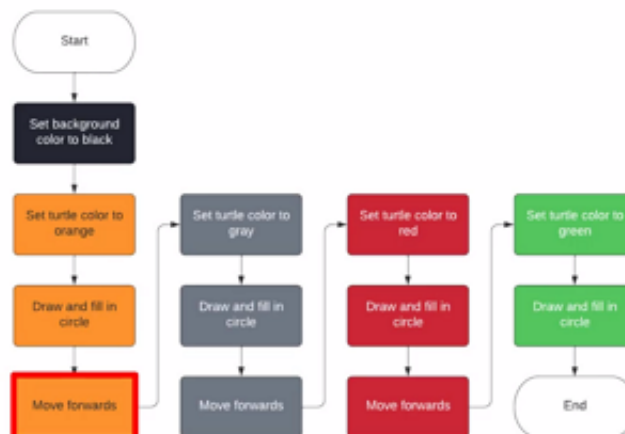 Start
Set background
color to black
Set turtle color to
orange
Draw and fill in
circle
Move forwards
Set turtle color to
gray
Draw and fill in
circle
Move forwards
Set turtle color to
red
Draw and fill in
circle
Move forwards
Set turtle color to
green
Draw and fill in
circle
End